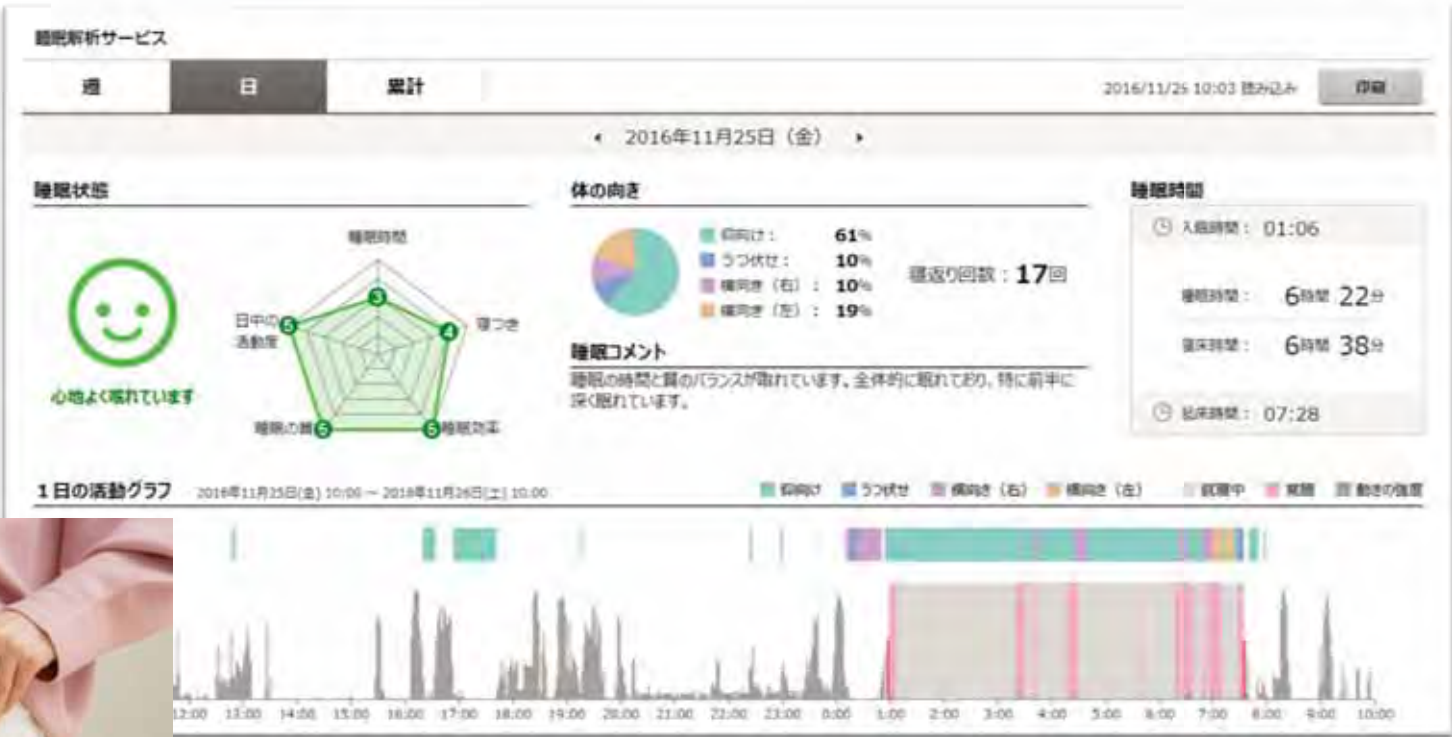 睡眠解析サービス
週 日 累計 2016/11/26 10:03 読み込み 印刷
2016年11月25日（金）
睡眠状態 体の向き 睡眠時間
心地よく眠れています
睡眠時間
寝つき
睡眠効率
睡眠の質
日中の
活動度
3
4
5
5
5
仰向け： 61%
うつ伏せ： 10%
横向き（右）： 10%
横向き（左）： 19%
寝返り回数：17回
睡眠コメント
睡眠の時間と質のバランスが取れています。全体的に眠れており、特に前半に
深く眠れています。
入眠時間： 01:06
睡眠時間： 6時間 22分
寝床時間： 6時間 38分
起床時間： 07:28
1日の活動グラフ 2016年11月25日(金) 10:00 ~ 2016年11月26日(土) 10:00
仰向け うつ伏せ 横向き（右） 横向き（左） 就寝中 覚醒 動きの強度
12:00 13:00 14:00 15:00 16:00 17:00 18:00 19:00 20:00 21:00 22:00 23:00 0:00 1:00 2:00 3:00 4:00 5:00 6:00 7:00 8:00 9:00 10:00